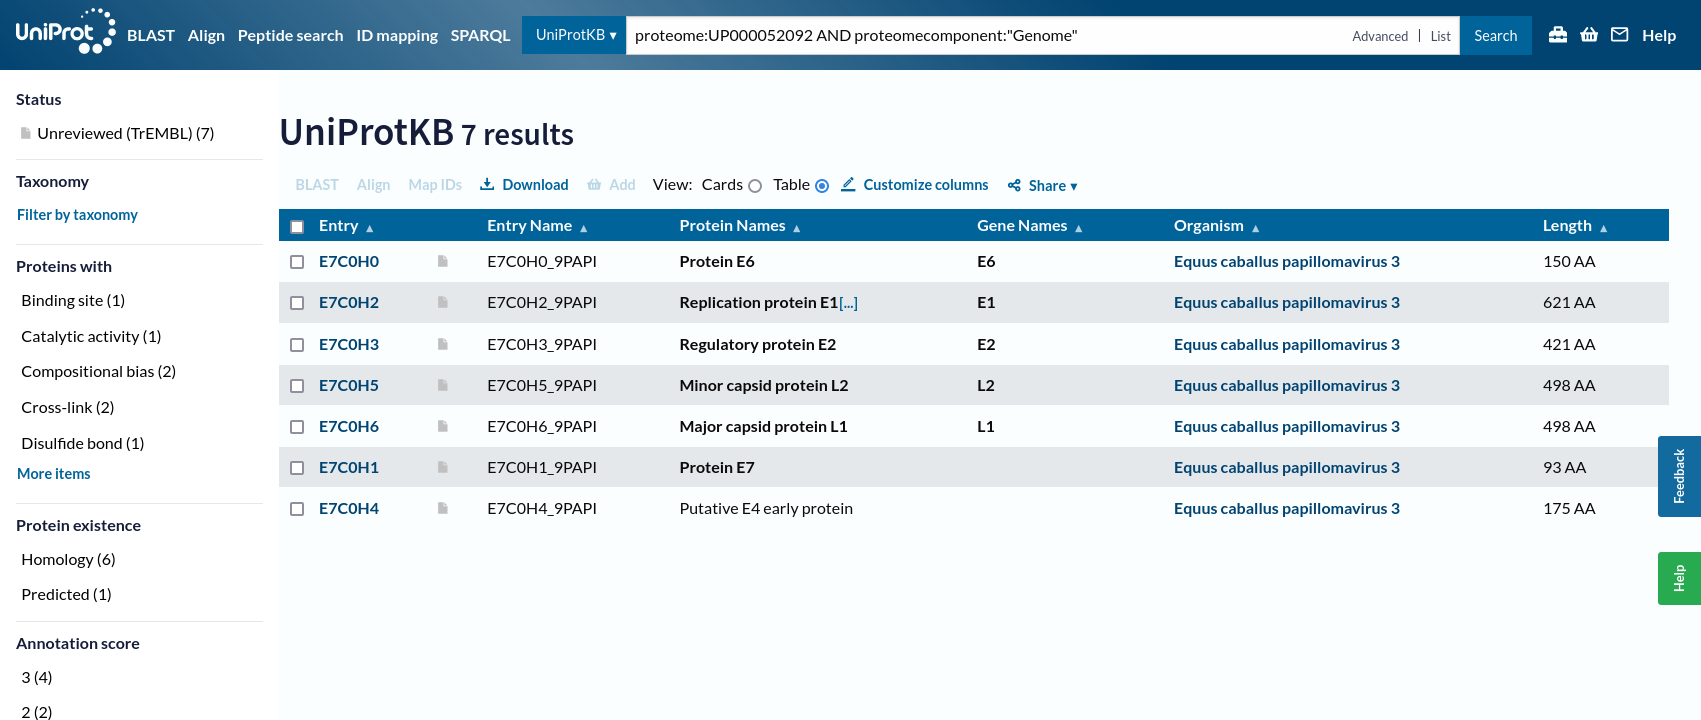 UniProt BLAST Align Peptide search ID mapping SPARQL UniProtKB ▾ proteome:UP000052092 AND proteomecomponent:"Genome" Advanced | List Search Help
Status
Unreviewed (TrEMBL) (7)
Taxonomy
Filter by taxonomy
Proteins with
Binding site (1)
Catalytic activity (1)
Compositional bias (2)
Cross-link (2)
Disulfide bond (1)
More items
Protein existence
Homology (6)
Predicted (1)
Annotation score
3 (4)
2 (2)
UniProtKB 7 results
BLAST Align Map IDs Download Add View: Cards Table Customize columns Share ▾
Entry ▲ Entry Name ▲ Protein Names ▲ Gene Names ▲ Organism ▲ Length ▲
E7C0H0 E7C0H0_9PAPI Protein E6 E6 Equus caballus papillomavirus 3 150 AA
E7C0H2 E7C0H2_9PAPI Replication protein E1[...] E1 Equus caballus papillomavirus 3 621 AA
E7C0H3 E7C0H3_9PAPI Regulatory protein E2 E2 Equus caballus papillomavirus 3 421 AA
E7C0H5 E7C0H5_9PAPI Minor capsid protein L2 L2 Equus caballus papillomavirus 3 498 AA
E7C0H6 E7C0H6_9PAPI Major capsid protein L1 L1 Equus caballus papillomavirus 3 498 AA
E7C0H1 E7C0H1_9PAPI Protein E7 Equus caballus papillomavirus 3 93 AA
E7C0H4 E7C0H4_9PAPI Putative E4 early protein Equus caballus papillomavirus 3 175 AA
Feedback
Help